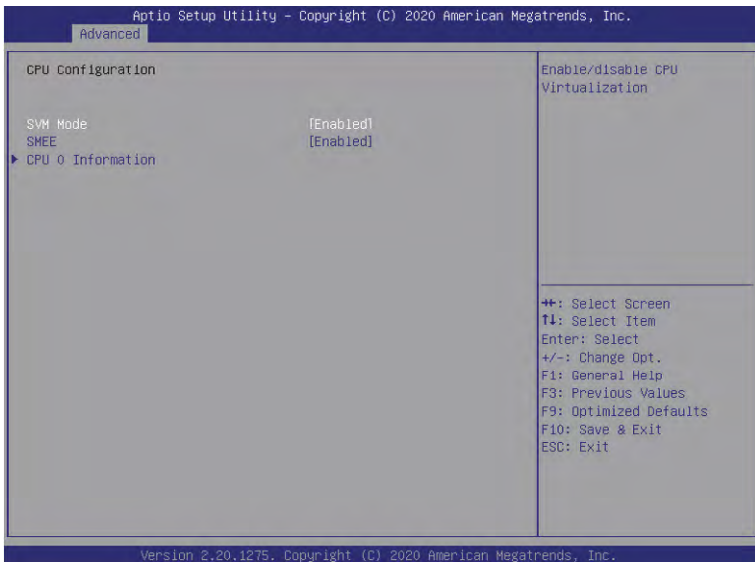 Aptio Setup Utility – Copyright (C) 2020 American Megatrends, Inc.
Advanced
CPU Configuration
SVM Mode [Enabled]
SMEE [Enabled]
CPU 0 Information
Enable/disable CPU
Virtualization
→←: Select Screen
↑↓: Select Item
Enter: Select
+/-: Change Opt.
F1: General Help
F3: Previous Values
F9: Optimized Defaults
F10: Save & Exit
ESC: Exit
Version 2.20.1275. Copyright (C) 2020 American Megatrends, Inc.